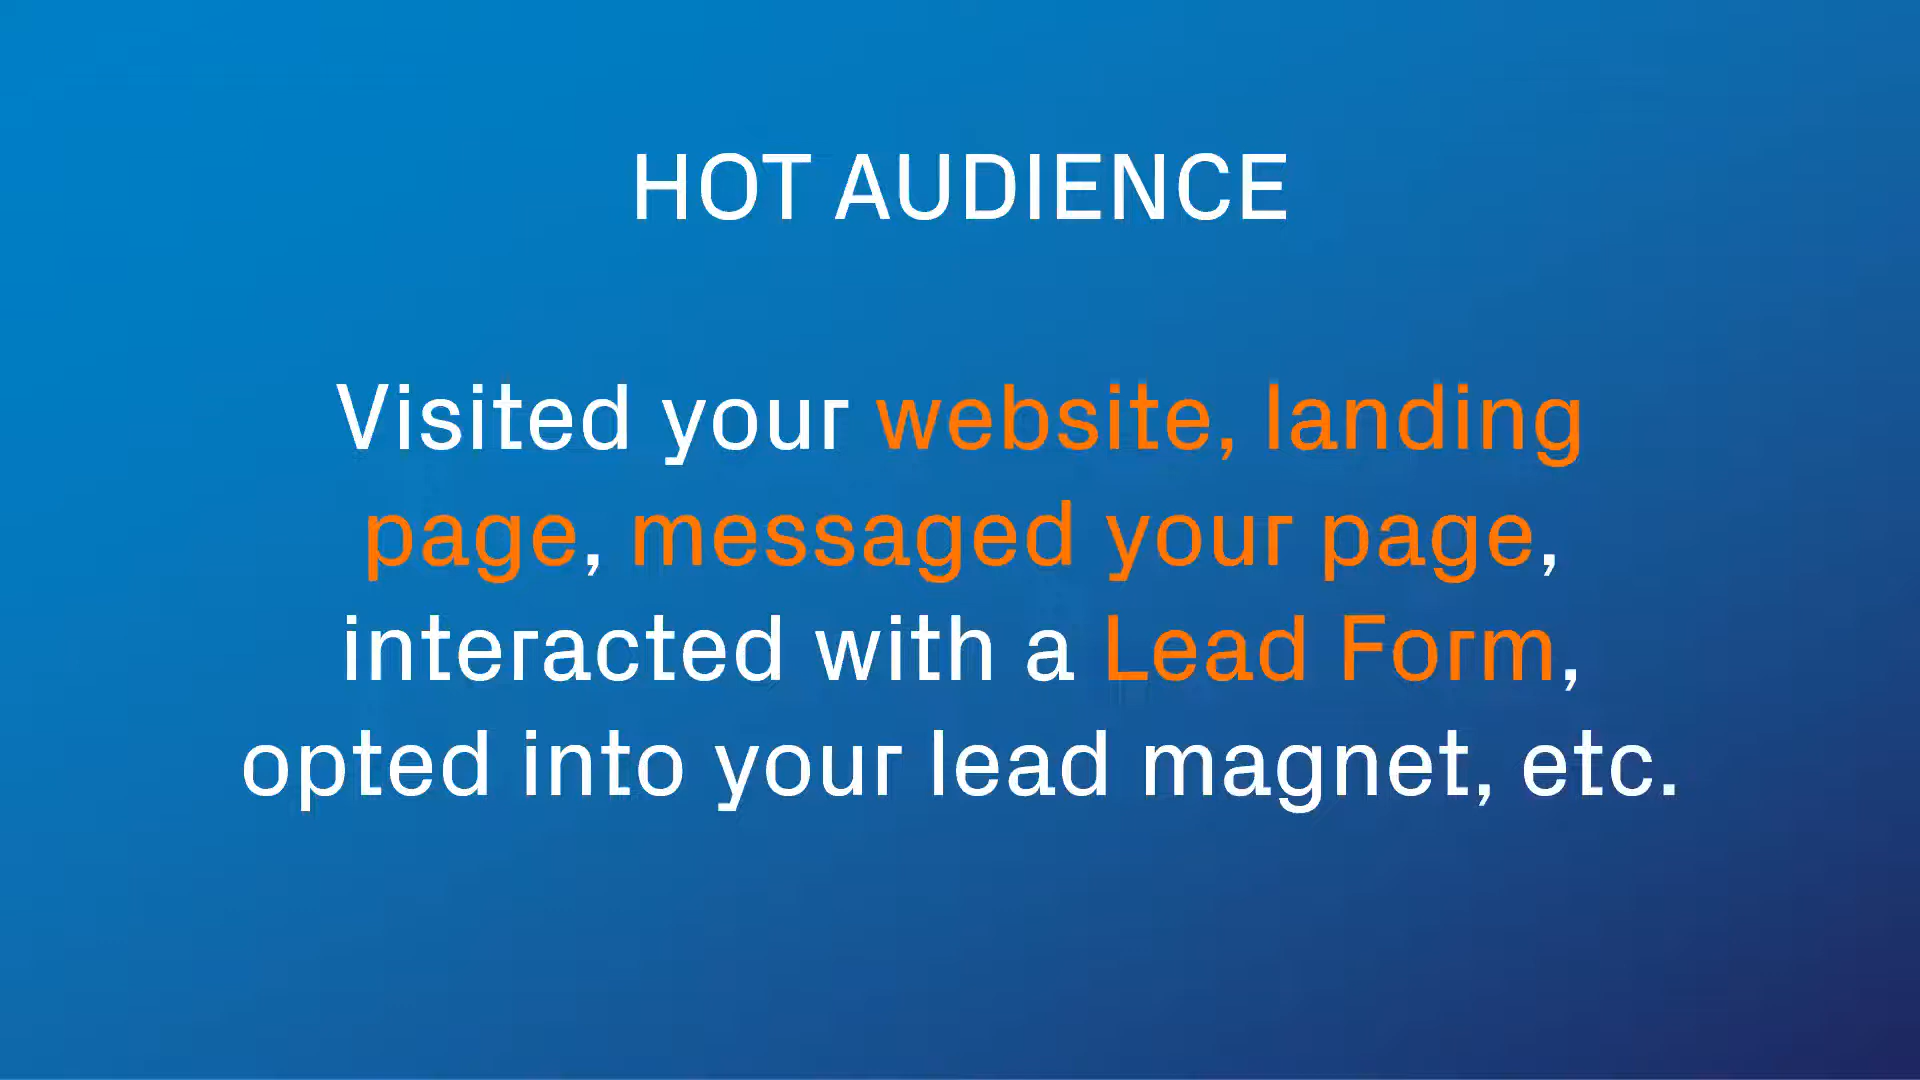 HOT AUDIENCE
Visited your website, landing
page, messaged your page,
interacted with a Lead Form,
opted into your lead magnet, etc.